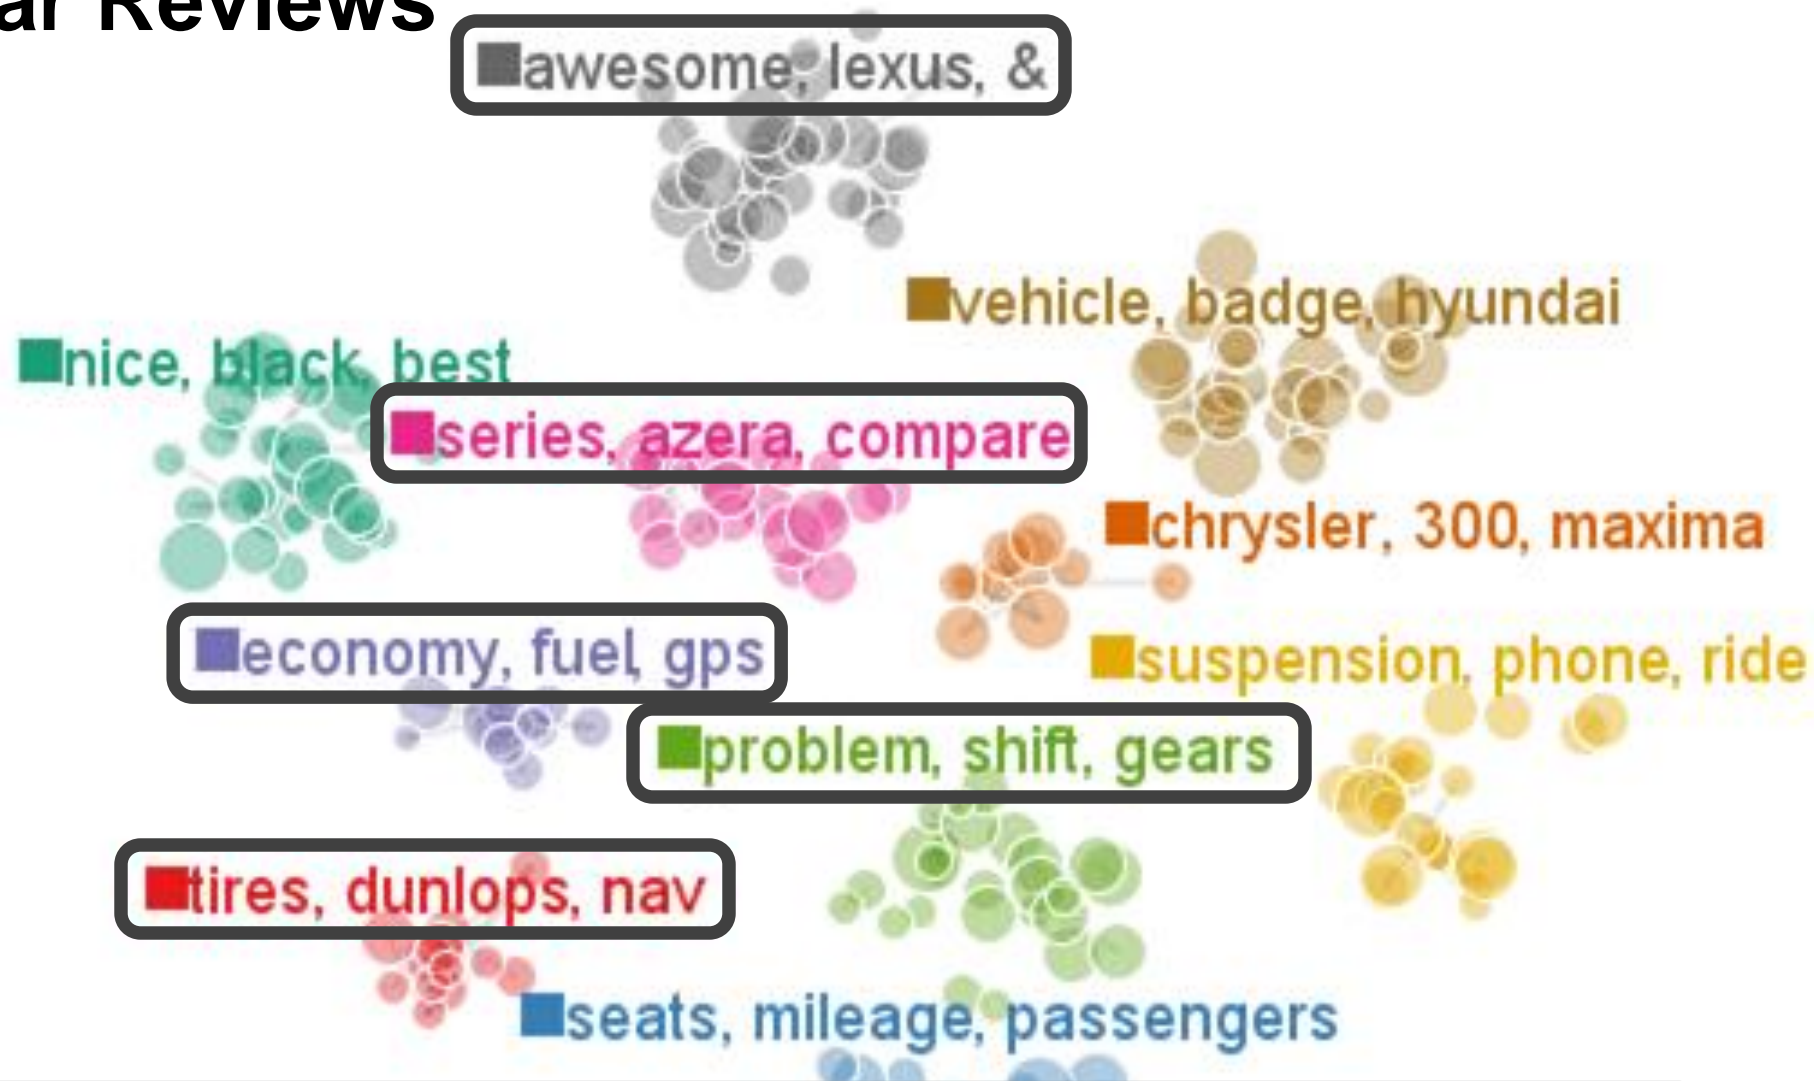 ar Reviews
awesome, lexus, &
vehicle, badge, hyundai
nice, black, best
series, azera, compare
chrysler, 300, maxima
economy, fuel, gps
suspension, phone, ride
problem, shift, gears
tires, dunlops, nav
seats, mileage, passengers